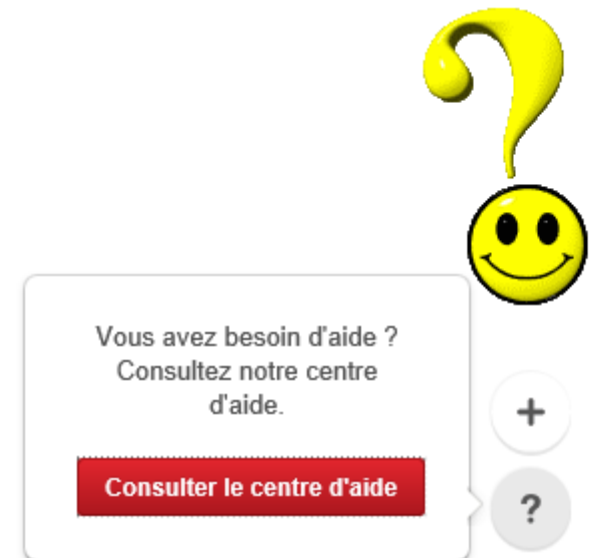 ?
Vous avez besoin d'aide ?
Consultez notre centre
d'aide.
Consulter le centre d'aide
+
?